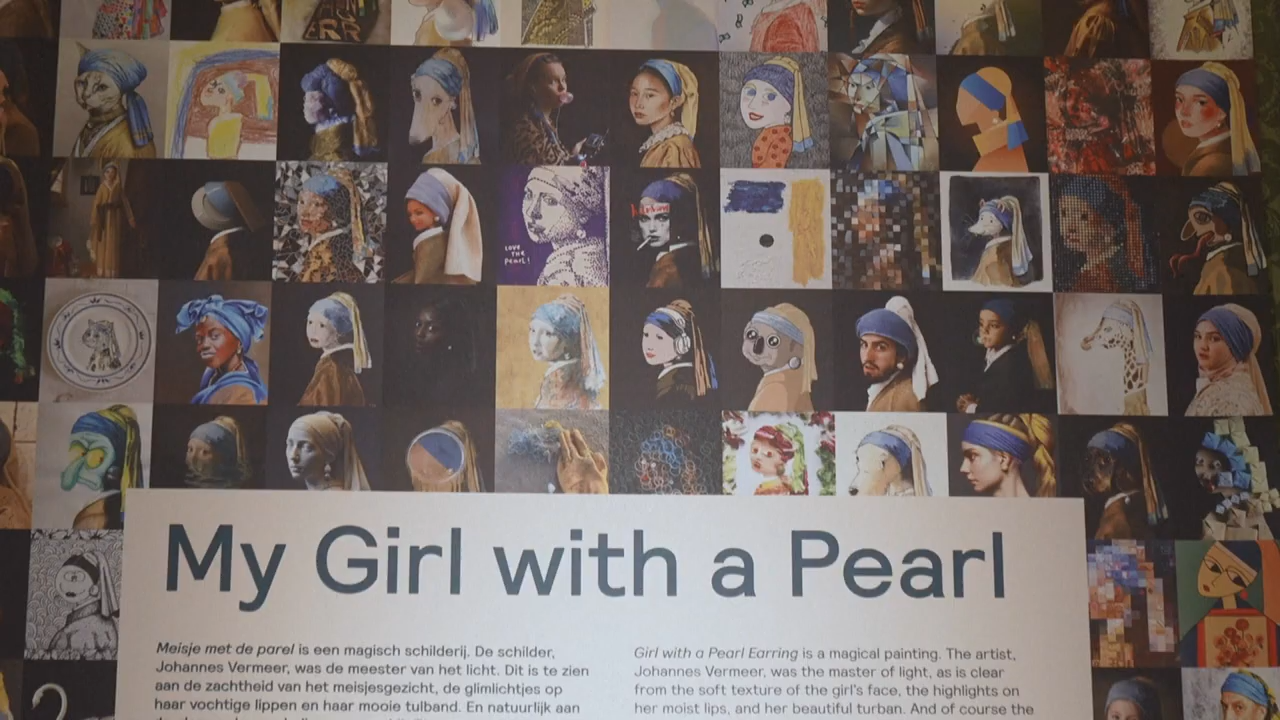 LOVE
THE
PEARL!
My Girl with a Pearl
Meisje met de parel is een magisch schilderij. De schilder,
Johannes Vermeer, was de meester van het licht. Dit is te zien
aan de zachtheid van het meisjesgezicht, de glimlichtjes op
haar vochtige lippen en haar mooie tulband. En natuurlijk aan
Girl with a Pearl Earring is a magical painting. The artist,
Johannes Vermeer, was the master of light, as is clear
from the soft texture of the girl's face, the highlights on
her moist lips, and her beautiful turban. And of course the